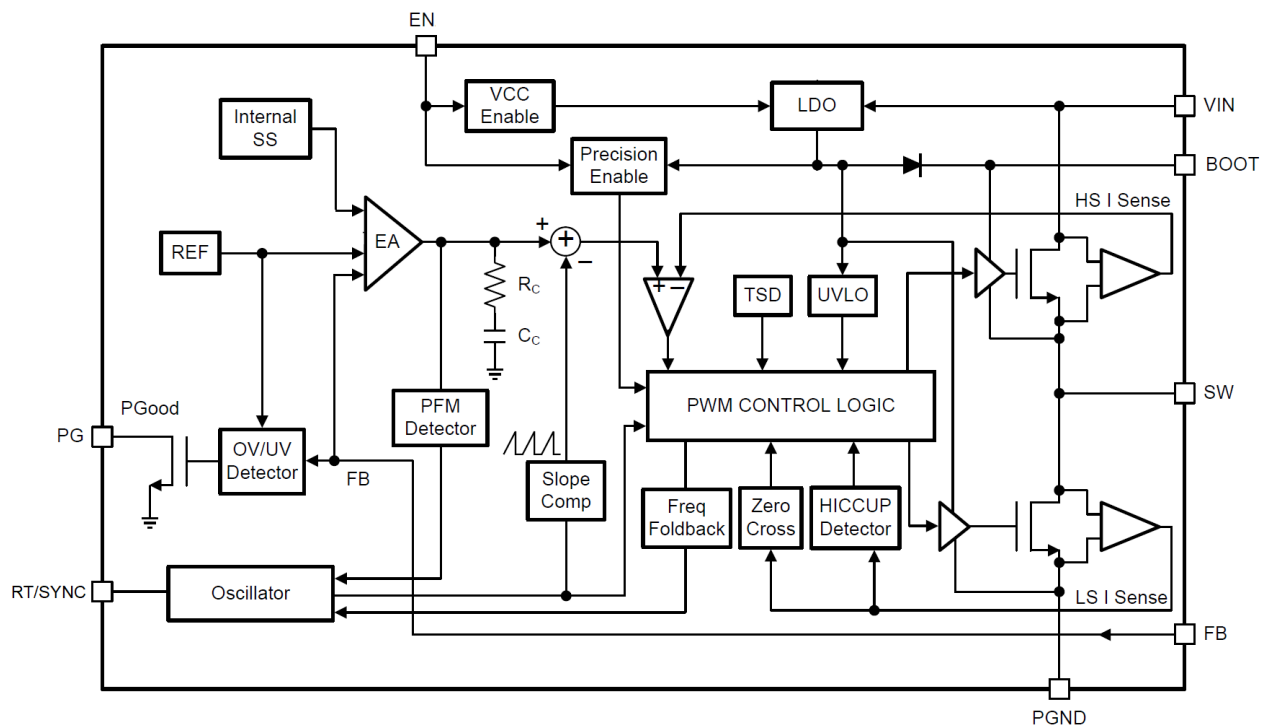 EN
VCC
Enable
LDO
VIN
Internal
SS
Precision
Enable
BOOT
HS I Sense
REF
EA
+
+
−
+ −
RC
CC
TSD
UVLO
PWM CONTROL LOGIC
SW
PGood
PG
PFM
Detector
OV/UV
Detector
FB
Slope
Comp
Freq
Foldback
Zero
Cross
HICCUP
Detector
RT/SYNC
Oscillator
LS I Sense
FB
PGND